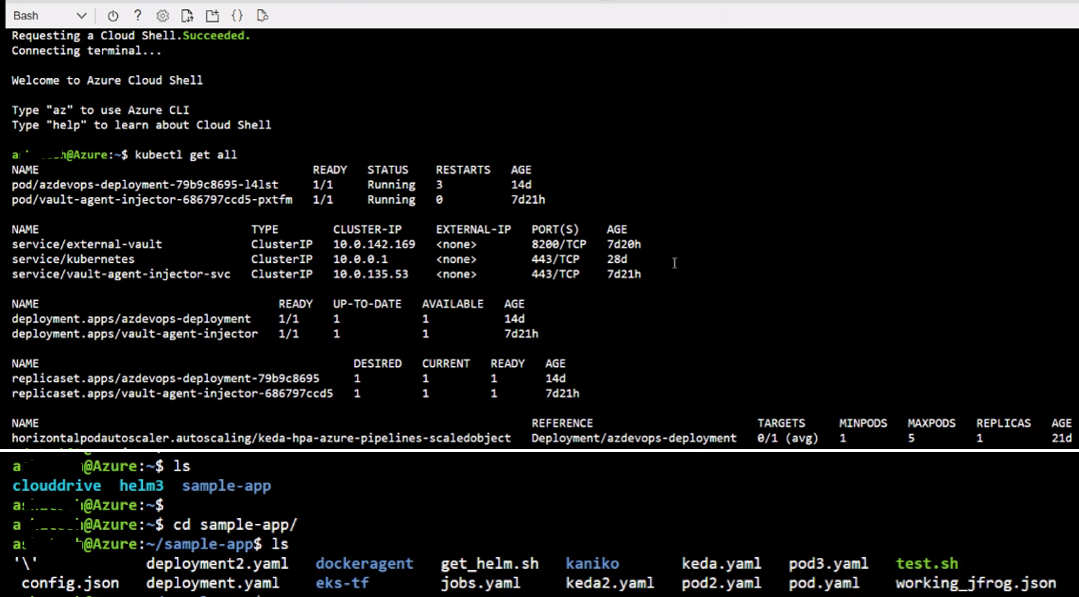 Bash
Requesting a Cloud Shell.Succeeded.
Connecting terminal...
Welcome to Azure Cloud Shell
Type "az" to use Azure CLI
Type "help" to learn about Cloud Shell
h@Azure:~$ kubectl get all
NAME READY STATUS RESTARTS AGE
pod/azdevops-deployment-79b9c8695-l4lst 1/1 Running 3 14d
pod/vault-agent-injector-686797ccd5-pxtfm 1/1 Running 0 7d21h
NAME TYPE CLUSTER-IP EXTERNAL-IP PORT(S) AGE
service/external-vault ClusterIP 10.0.142.169 <none> 8200/TCP 7d20h
service/kubernetes ClusterIP 10.0.0.1 <none> 443/TCP 28d
service/vault-agent-injector-svc ClusterIP 10.0.135.53 <none> 443/TCP 7d21h
NAME READY UP-TO-DATE AVAILABLE AGE
deployment.apps/azdevops-deployment 1/1 1 1 14d
deployment.apps/vault-agent-injector 1/1 1 1 7d21h
NAME DESIRED CURRENT READY AGE
replicaset.apps/azdevops-deployment-79b9c8695 1 1 1 14d
replicaset.apps/vault-agent-injector-686797ccd5 1 1 1 7d21h
NAME REFERENCE TARGETS MINPODS MAXPODS REPLICAS AGE
horizontalpodautoscaler.autoscaling/keda-hpa-azure-pipelines-scaledobject Deployment/azdevops-deployment 0/1 (avg) 1 5 1 21d
@Azure:~$ ls
clouddrive helm3 sample-app
@Azure:~$
@Azure:~$ cd sample-app/
@Azure:~/sample-app$ ls
'\' deployment2.yaml dockeragent get_helm.sh kaniko keda.yaml pod3.yaml test.sh
config.json deployment.yaml eks-tf jobs.yaml keda2.yaml pod2.yaml pod.yaml working_jfrog.json